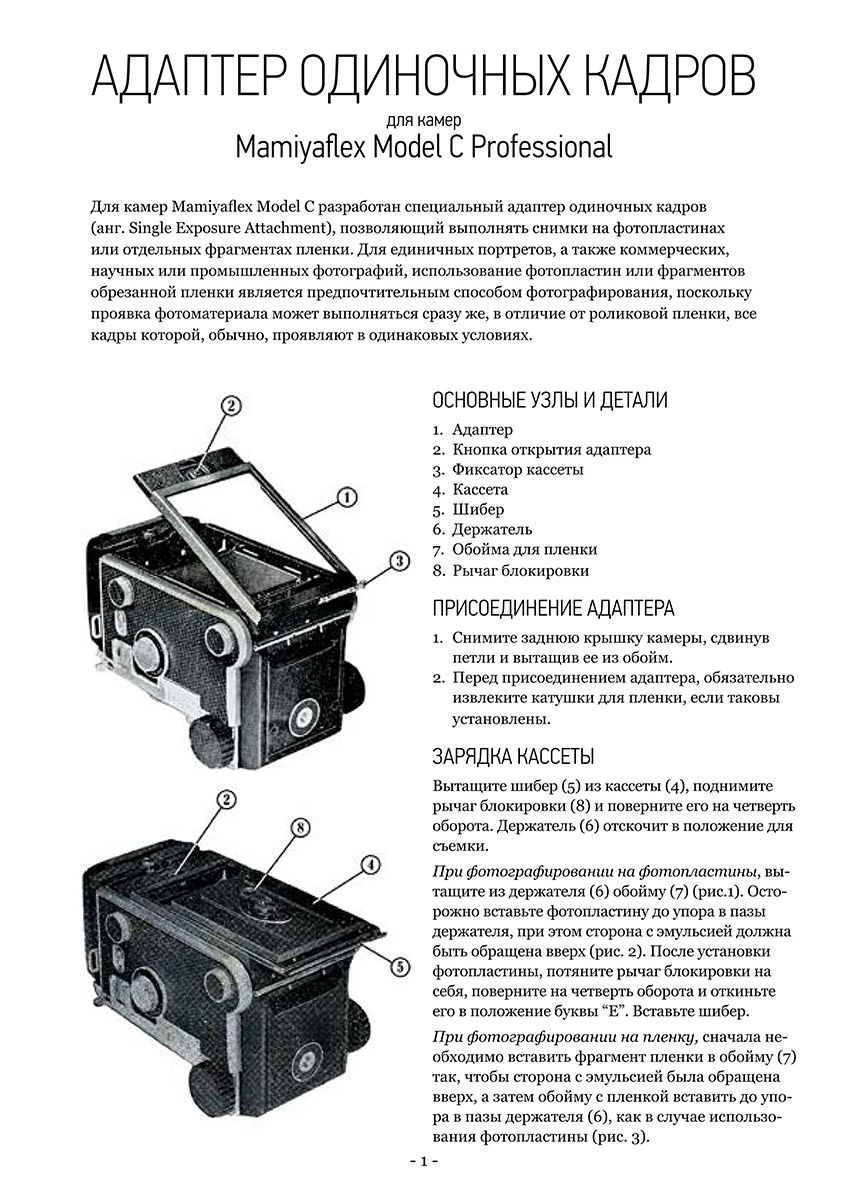 АДАПТЕР ОДИНОЧНЫХ КАДРОВ
для камер
Mamiyaflex Model C Professional
Для камер Mamiyaflex Model C разработан специальный адаптер одиночных кадров
(анг. Single Exposure Attachment), позволяющий выполнять снимки на фотопластинах
или отдельных фрагментах пленки. Для единичных портретов, а также коммерческих,
научных или промышленных фотографий, использование фотопластин или фрагментов
обрезанной пленки является предпочтительным способом фотографирования, поскольку
проявка фотоматериала может выполняться сразу же, в отличие от роликовой пленки, все
кадры которой, обычно, проявляют в одинаковых условиях.
2
1
3
2
8
4
5
ОСНОВНЫЕ УЗЛЫ И ДЕТАЛИ
1. Адаптер
2. Кнопка открытия адаптера
3. Фиксатор кассеты
4. Кассета
5. Шибер
6. Держатель
7. Обойма для пленки
8. Рычаг блокировки
ПРИСОЕДИНЕНИЕ АДАПТЕРА
1. Снимите заднюю крышку камеры, сдвинув
петли и вытащив ее из обойм.
2. Перед присоединением адаптера, обязательно
извлеките катушки для пленки, если таковы
установлены.
ЗАРЯДКА КАССЕТЫ
Вытащите шибер (5) из кассеты (4), поднимите
рычаг блокировки (8) и поверните его на четверть
оборота. Держатель (6) отскочит в положение для
съемки.
При фотографировании на фотопластины, вы-
тащите из держателя (6) обойму (7) (рис.1). Осто-
рожно вставьте фотопластину до упора в пазы
держателя, при этом сторона с эмульсией должна
быть обращена вверх (рис. 2). После установки
фотопластины, потяните рычаг блокировки на
себя, поверните на четверть оборота и откиньте
его в положение буквы “E”. Вставьте шибер.
При фотографировании на пленку, сначала не-
обходимо вставить фрагмент пленки в обойму (7)
так, чтобы сторона с эмульсией была обращена
вверх, а затем обойму с пленкой вставить до упо-
ра в пазы держателя (6), как в случае использо-
вания фотопластины (рис. 3).
- 1 -